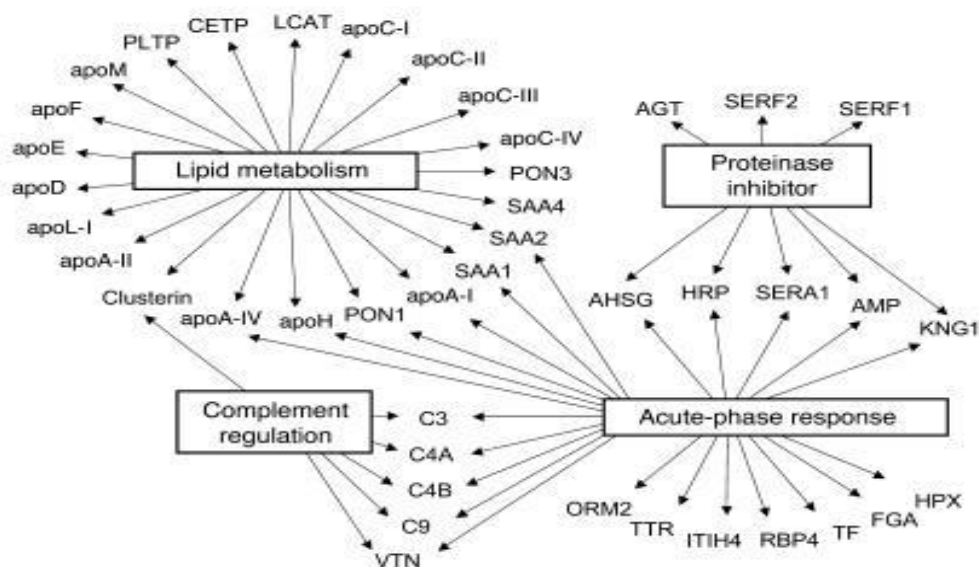 LCAT
CETP
apoC-I
PLTP
apoC-II
apoM
apoC-III
apoF
AGT
SERF2
SERF1
apoC-IV
apoE
Lipid metabolism
PON3
Proteinase
inhibitor
apoD
SAA4
apoL-I
SAA2
apoA-II
SAA1
Clusterin
apoA-IV
apoH
PON1
apoA-I
AHSG
HRP
SERA1
AMP
KNG1
Complement
regulation
C3
Acute-phase response
C4A
C4B
C9
VTN
ORM2
TTR
ITIH4
RBP4
TF
FGA
HPX